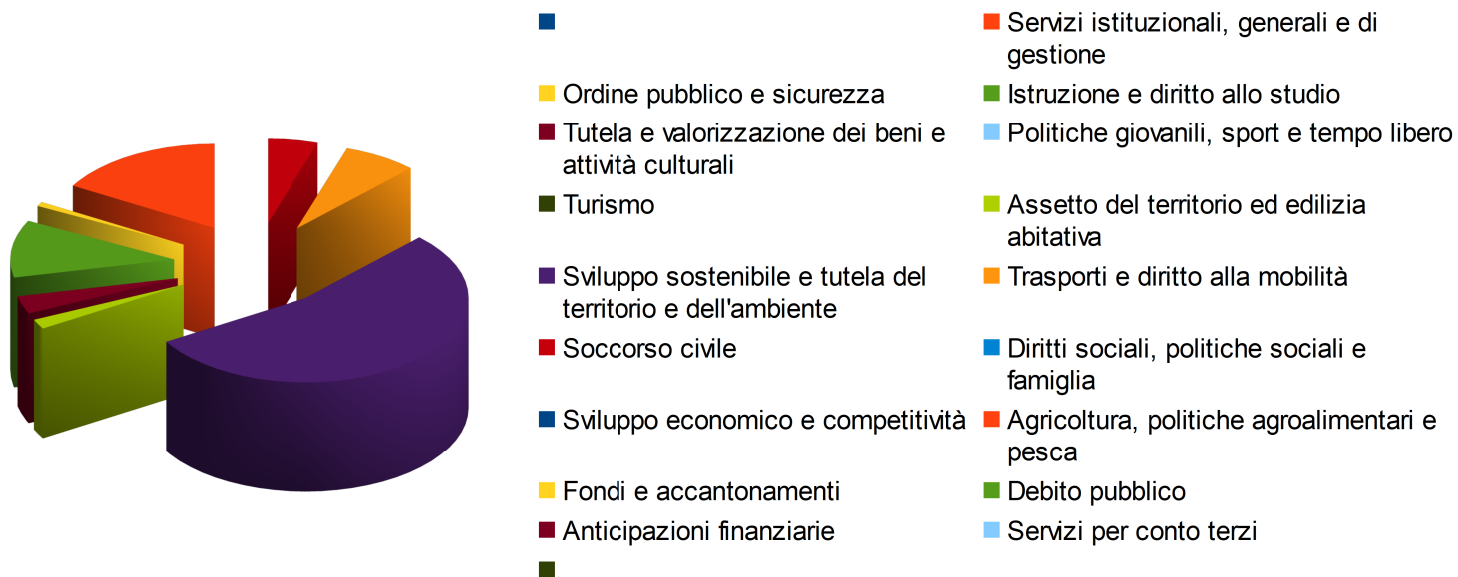 Servizi istituzionali, generali e di
gestione
Ordine pubblico e sicurezza
Istruzione e diritto allo studio
Tutela e valorizzazione dei beni e
attività culturali
Politiche giovanili, sport e tempo libero
Turismo
Assetto del territorio ed edilizia
abitativa
Sviluppo sostenibile e tutela del
territorio e dell'ambiente
Trasporti e diritto alla mobilità
Soccorso civile
Diritti sociali, politiche sociali e
famiglia
Sviluppo economico e competitività
Agricoltura, politiche agroalimentari e
pesca
Fondi e accantonamenti
Debito pubblico
Anticipazioni finanziarie
Servizi per conto terzi